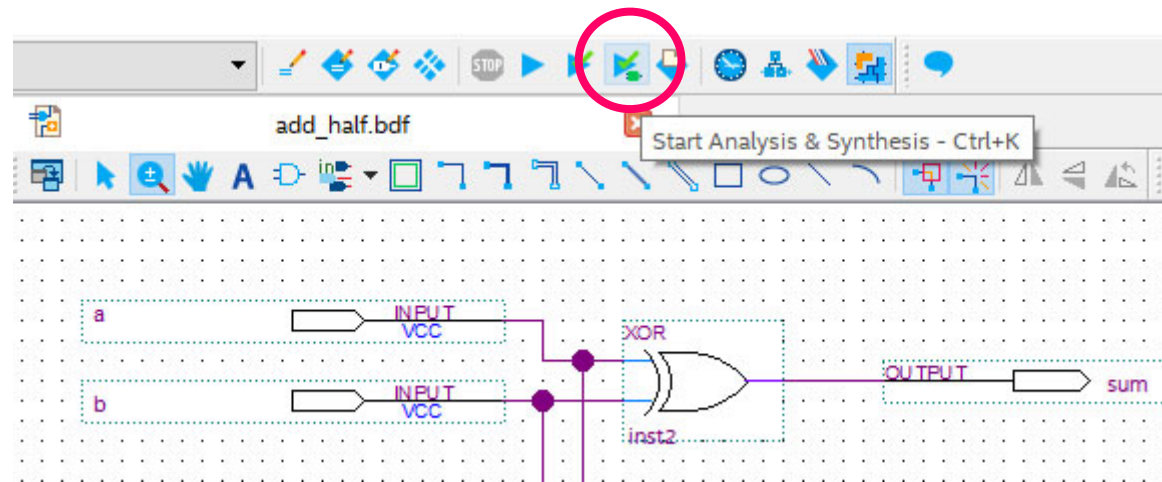 STOP
add_half.bdf
Start Analysis & Synthesis - Ctrl+K
A
in
a
INPUT
VCC
XOR
OUTPUT
sum
b
INPUT
VCC
inst2